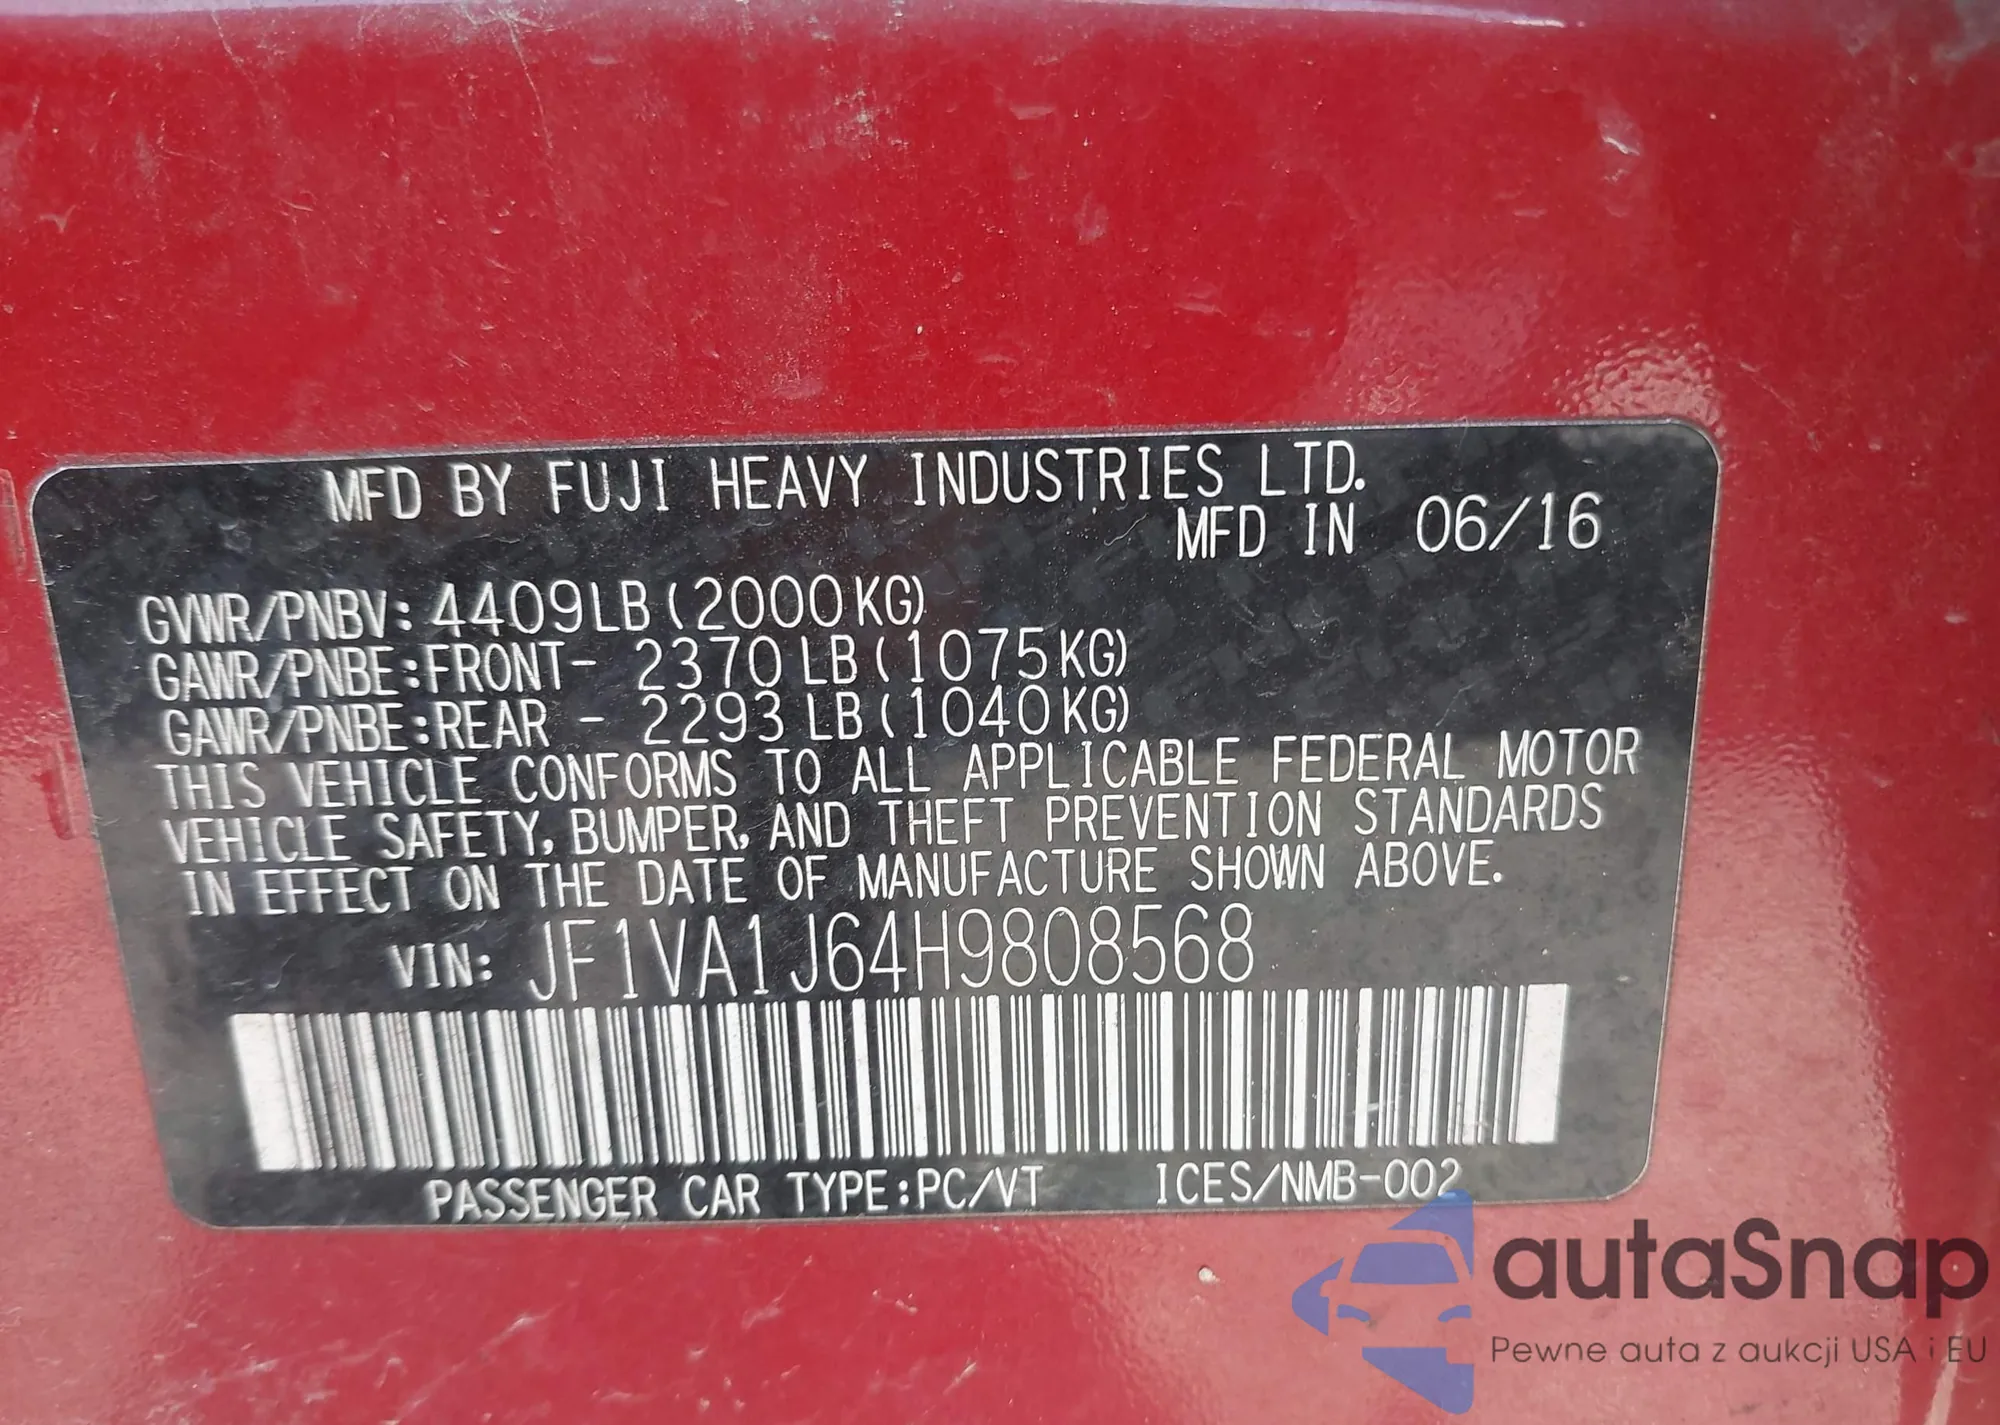 MFD BY FUJI HEAVY INDUSTRIES LTD.
MFD IN 06/16
GVWR/PNBV: 4409LB(2000KG)
GAWR/PNBE:FRONT- 2370LB(1075KG)
GAWR/PNBE:REAR - 2293LB(1040KG)
THIS VEHICLE CONFORMS TO ALL APPLICABLE FEDERAL MOTOR
VEHICLE SAFETY, BUMPER, AND THEFT PREVENTION STANDARDS
IN EFFECT ON THE DATE OF MANUFACTURE SHOWN ABOVE.
VIN: JF1VA1J64H9808568
PASSENGER CAR TYPE:PC/VT ICES/NMB-002
autaSnap
Pewne auta z aukcji USA i EU